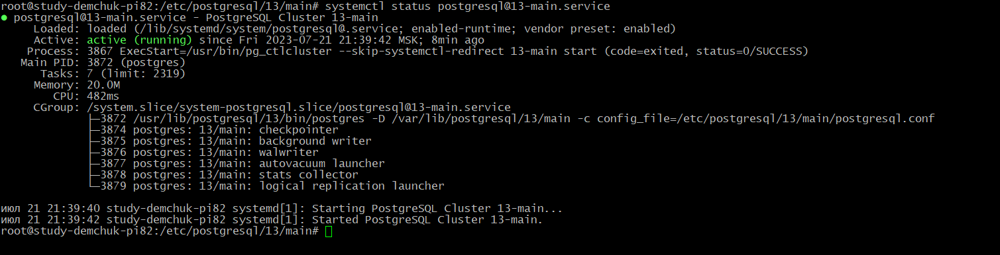 root@study-demchuk-pi82:/etc/postgresql/13/main# systemctl status postgresql@13-main.service
● postgresql@13-main.service - PostgreSQL Cluster 13-main
Loaded: loaded (/lib/systemd/system/postgresql@.service; enabled-runtime; vendor preset: enabled)
Active: active (running) since Fri 2023-07-21 21:39:42 MSK; 8min ago
Process: 3867 ExecStart=/usr/bin/pg_ctlcluster --skip-systemctl-redirect 13-main start (code=exited, status=0/SUCCESS)
Main PID: 3872 (postgres)
Tasks: 7 (limit: 2319)
Memory: 20.0M
CPU: 482ms
CGroup: /system.slice/system-postgresql.slice/postgresql@13-main.service
├─3872 /usr/lib/postgresql/13/bin/postgres -D /var/lib/postgresql/13/main -c config_file=/etc/postgresql/13/main/postgresql.conf
├─3874 postgres: 13/main: checkpointer
├─3875 postgres: 13/main: background writer
├─3876 postgres: 13/main: walwriter
├─3877 postgres: 13/main: autovacuum launcher
├─3878 postgres: 13/main: stats collector
└─3879 postgres: 13/main: logical replication launcher
июл 21 21:39:40 study-demchuk-pi82 systemd[1]: Starting PostgreSQL Cluster 13-main...
июл 21 21:39:42 study-demchuk-pi82 systemd[1]: Started PostgreSQL Cluster 13-main.
root@study-demchuk-pi82:/etc/postgresql/13/main#